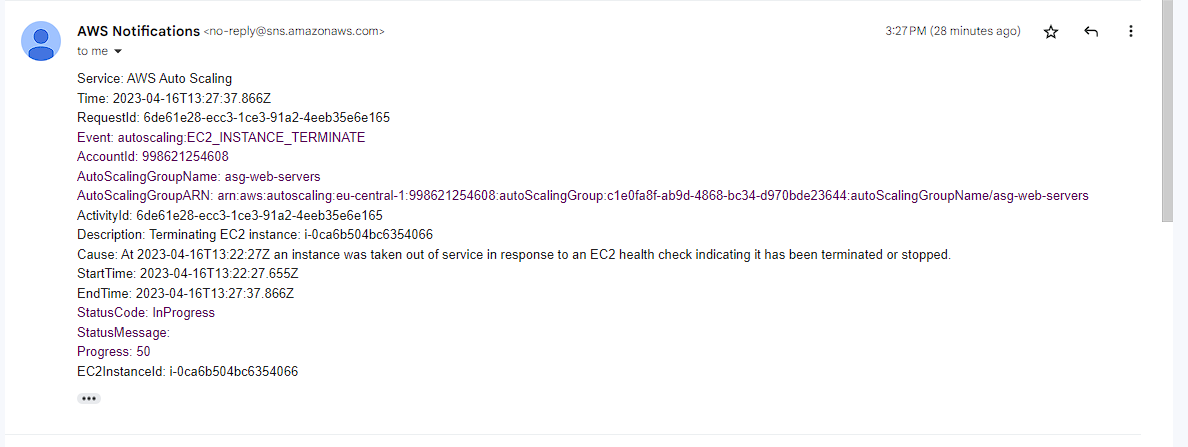 AWS Notifications <no-reply@sns.amazonaws.com> 3:27 PM (28 minutes ago)
to me
Service: AWS Auto Scaling
Time: 2023-04-16T13:27:37.866Z
RequestId: 6de61e28-ecc3-1ce3-91a2-4eeb35e6e165
Event: autoscaling:EC2_INSTANCE_TERMINATE
AccountId: 998621254608
AutoScalingGroupName: asg-web-servers
AutoScalingGroupARN: arn:aws:autoscaling:eu-central-1:998621254608:autoScalingGroup:c1e0fa8f-ab9d-4868-bc34-d970bde23644:autoScalingGroupName/asg-web-servers
ActivityId: 6de61e28-ecc3-1ce3-91a2-4eeb35e6e165
Description: Terminating EC2 instance: i-0ca6b504bc6354066
Cause: At 2023-04-16T13:22:27Z an instance was taken out of service in response to an EC2 health check indicating it has been terminated or stopped.
StartTime: 2023-04-16T13:22:27.655Z
EndTime: 2023-04-16T13:27:37.866Z
StatusCode: InProgress
StatusMessage:
Progress: 50
EC2InstanceId: i-0ca6b504bc6354066